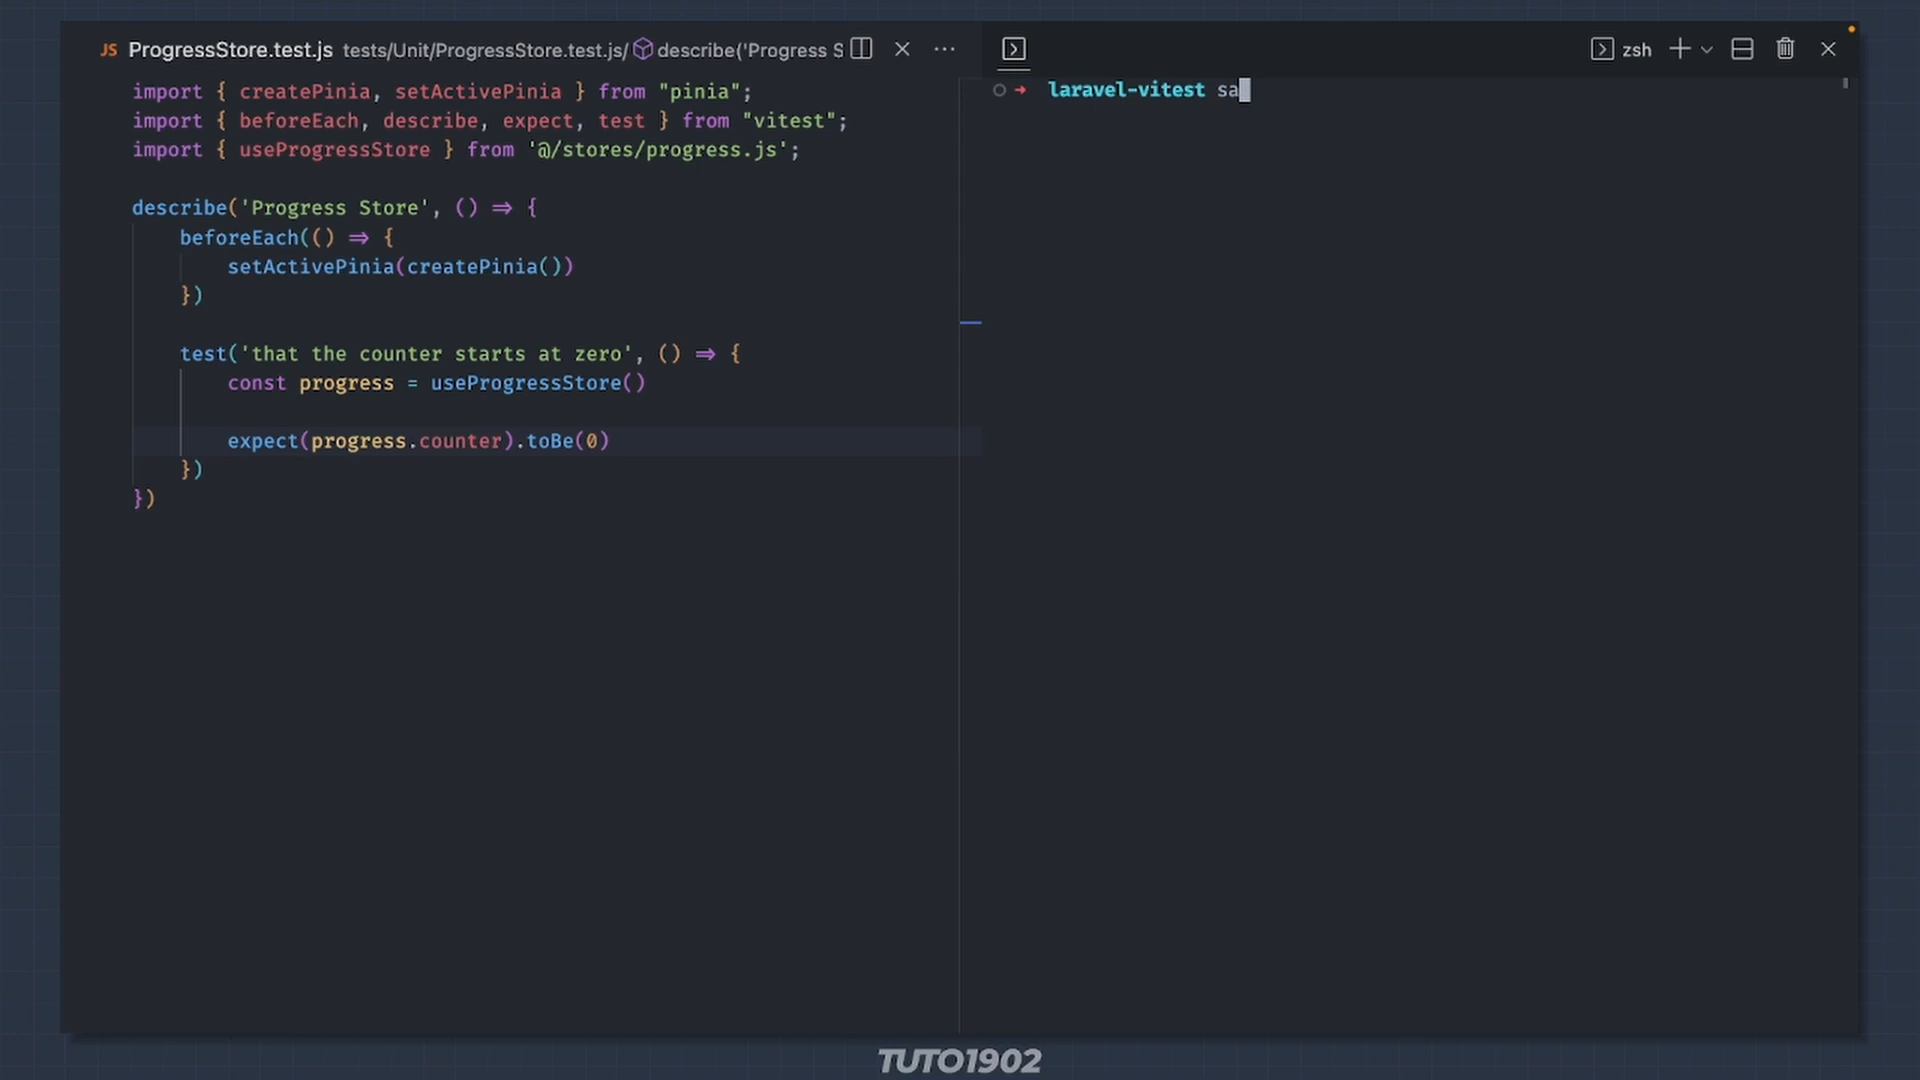 JS ProgressStore.test.js tests/Unit/ProgressStore.test.js/ describe('Progress S
import { createPinia, setActivePinia } from "pinia";
import { beforeEach, describe, expect, test } from "vitest";
import { useProgressStore } from '@/stores/progress.js';
describe('Progress Store', () => {
beforeEach(() => {
setActivePinia(createPinia())
})
test('that the counter starts at zero', () => {
const progress = useProgressStore()
expect(progress.counter).toBe(0)
})
})
zsh
laravel-vitest sa
TUTO1902